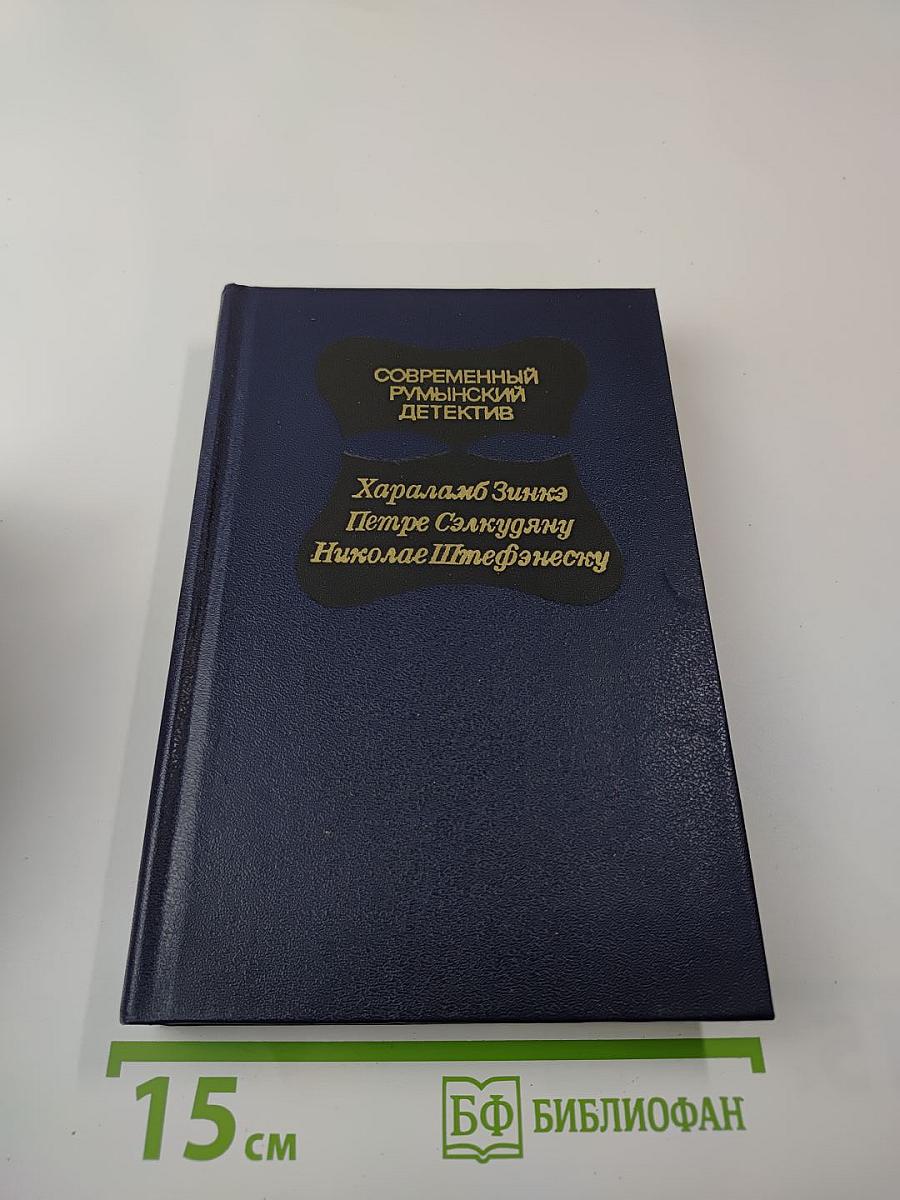 СОВРЕМЕННЫЙ
РУМЫНСКИЙ
ДЕТЕКТИВ
Хараламб Зинкэ
Петре Сэлкудяну
Николае Штефэнеску
15 см
БФ БИБЛИОФАН